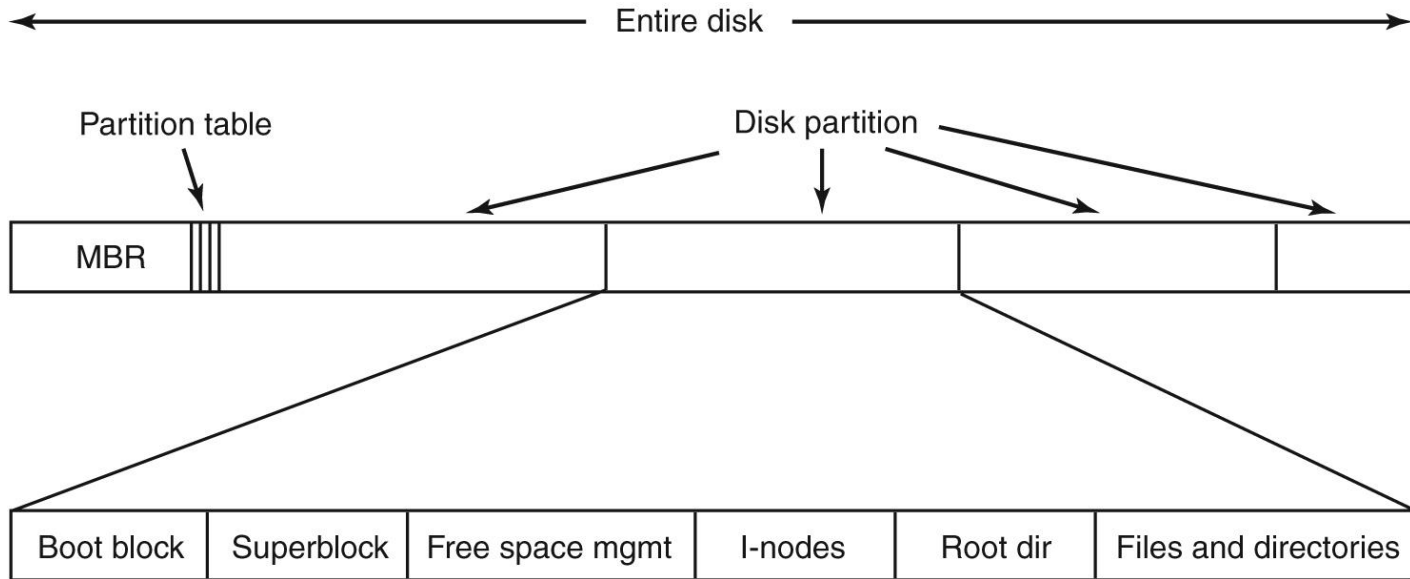 Entire disk
Partition table
Disk partition
MBR
Boot block
Superblock
Free space mgmt
I-nodes
Root dir
Files and directories